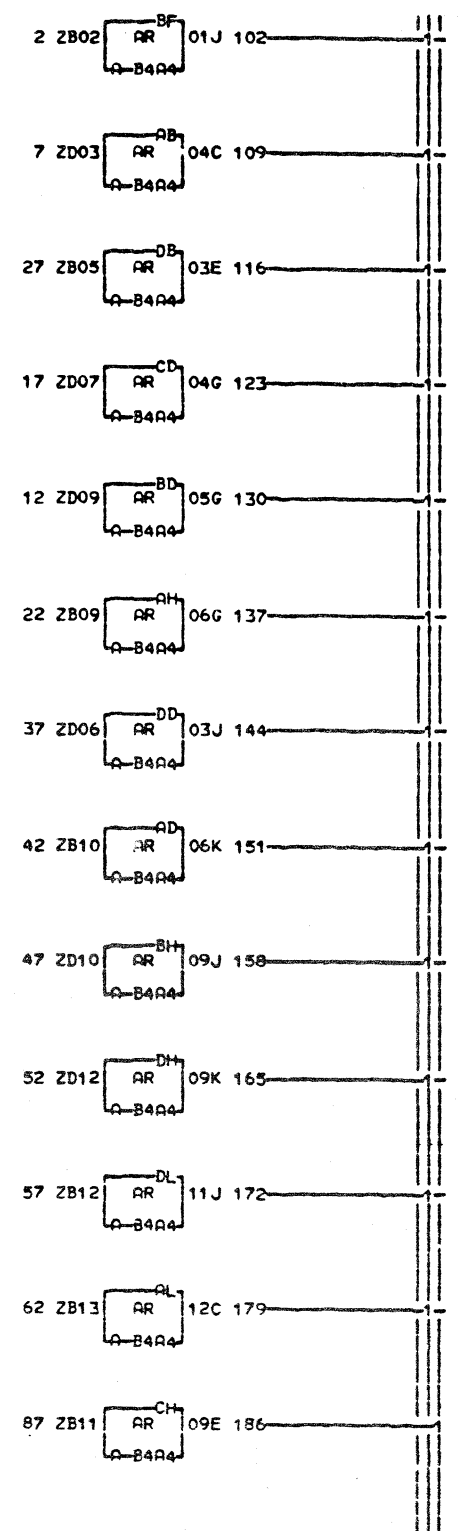 BF
2 ZB02 AR 01J 102
A B4A4
AB
7 ZD03 AR 04C 109
A B4A4
DB
27 ZB05 AR 03E 116
A B4A4
CD
17 ZD07 AR 04G 123
A B4A4
BD
12 ZD09 AR 05G 130
A B4A4
AH
22 ZB09 AR 06G 137
A B4A4
DD
37 ZD06 AR 03J 144
A B4A4
AD
42 ZB10 AR 06K 151
A B4A4
BH
47 ZD10 AR 09J 158
A B4A4
DH
52 ZD12 AR 09K 165
A B4A4
DL
57 ZB12 AR 11J 172
A B4A4
AL
62 ZB13 AR 12C 179
A B4A4
CH
87 ZB11 AR 09E 186
A B4A4